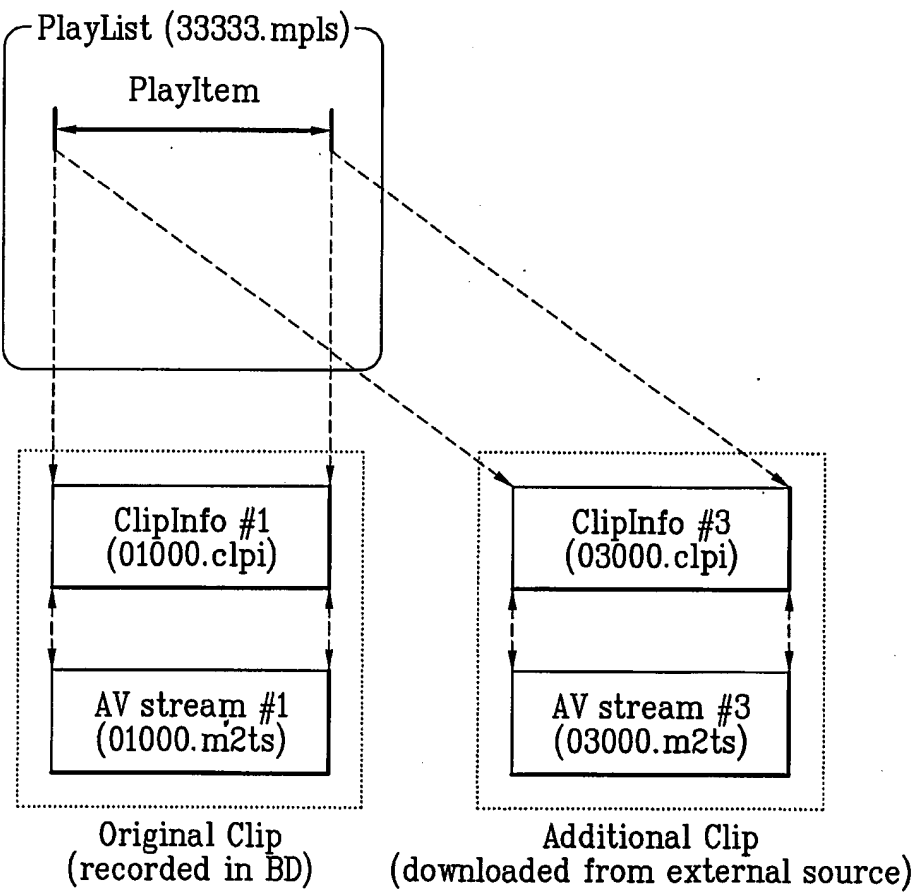 PlayList (33333.mpls)
PlayItem
ClipInfo #1
(01000.clpi)
AV stream #1
(01000.m2ts)
Original Clip
(recorded in BD)
ClipInfo #3
(03000.clpi)
AV stream #3
(03000.m2ts)
Additional Clip
(downloaded from external source)